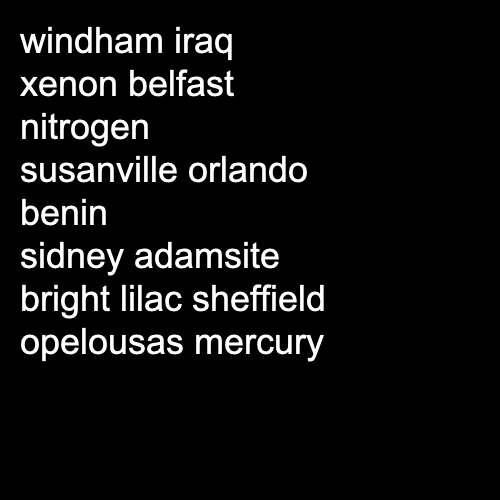 windham iraq
xenon belfast
nitrogen
susanville orlando
benin
sidney adamsite
bright lilac sheffield
opelousas mercury